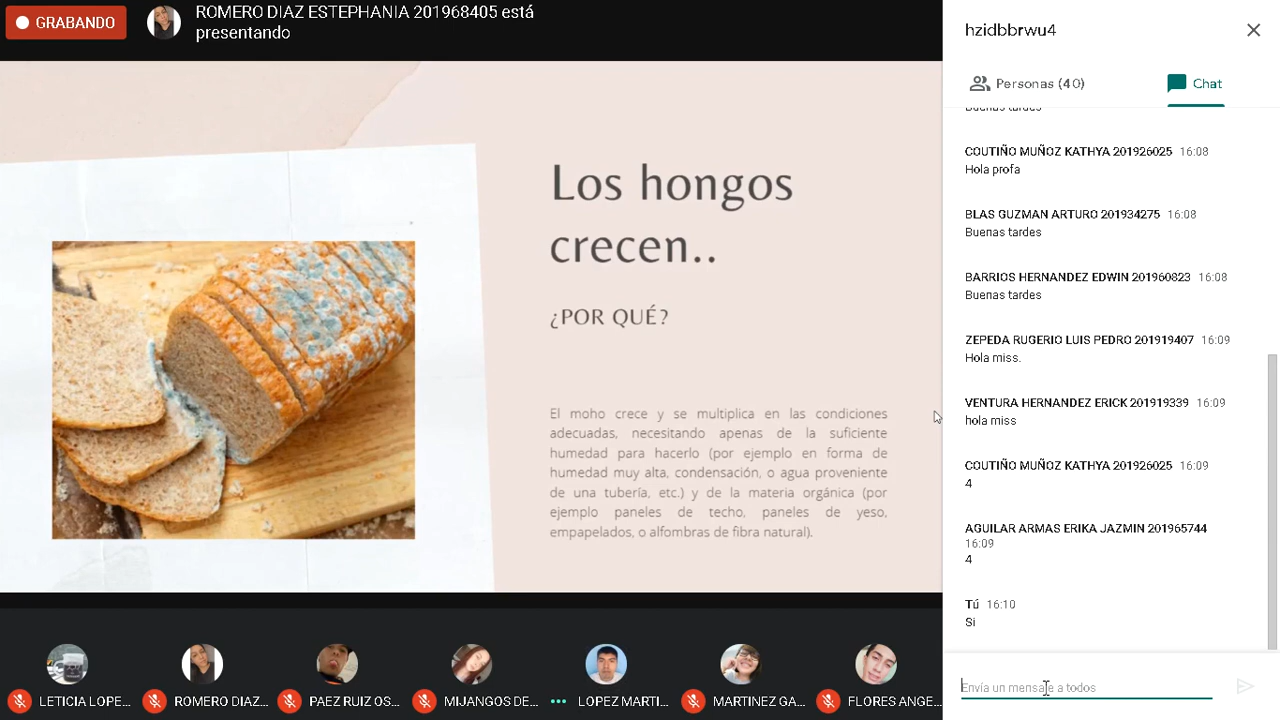 GRABANDO
ROMERO DIAZ ESTEPHANIA 201968405 está
presentando
Los hongos
crecen..
¿POR QUÉ?
El moho crece y se multiplica en las condiciones
adecuadas, necesitando apenas de la suficiente
humedad para hacerlo (por ejemplo en forma de
humedad muy alta, condensación, o agua proveniente
de una tubería, etc.) y de la materia orgánica (por
ejemplo paneles de techo, paneles de yeso,
empapelados, o alfombras de fibra natural).
LETICIA LOPE...
ROMERO DIAZ...
PAEZ RUIZ OS...
MIJANGOS DE...
LOPEZ MARTI...
MARTINEZ GA...
FLORES ANGE...
hzidbbrwu4
Personas (40)
Chat
Buenas tardes
COUTIÑO MUÑOZ KATHYA 201926025 16:08
Hola profa
BLAS GUZMAN ARTURO 201934275 16:08
Buenas tardes
BARRIOS HERNANDEZ EDWIN 201960823 16:08
Buenas tardes
ZEPEDA RUGERIO LUIS PEDRO 201919407 16:09
Hola miss.
VENTURA HERNANDEZ ERICK 201919339 16:09
hola miss
COUTIÑO MUÑOZ KATHYA 201926025 16:09
4
AGUILAR ARMAS ERIKA JAZMIN 201965744
16:09
4
Tú 16:10
Si
Envía un mensaje a todos